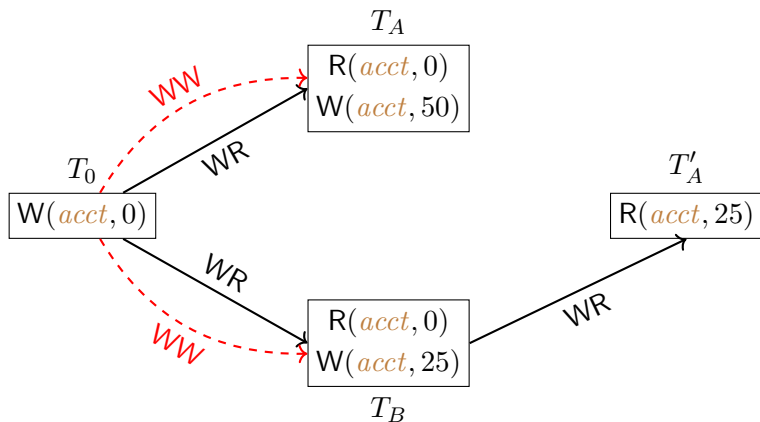 T_A
R(acct, 0)
W(acct, 50)
WW
WR
T_0
W(acct, 0)
T'_A
R(acct, 25)
WR
WW
R(acct, 0)
W(acct, 25)
WR
T_B